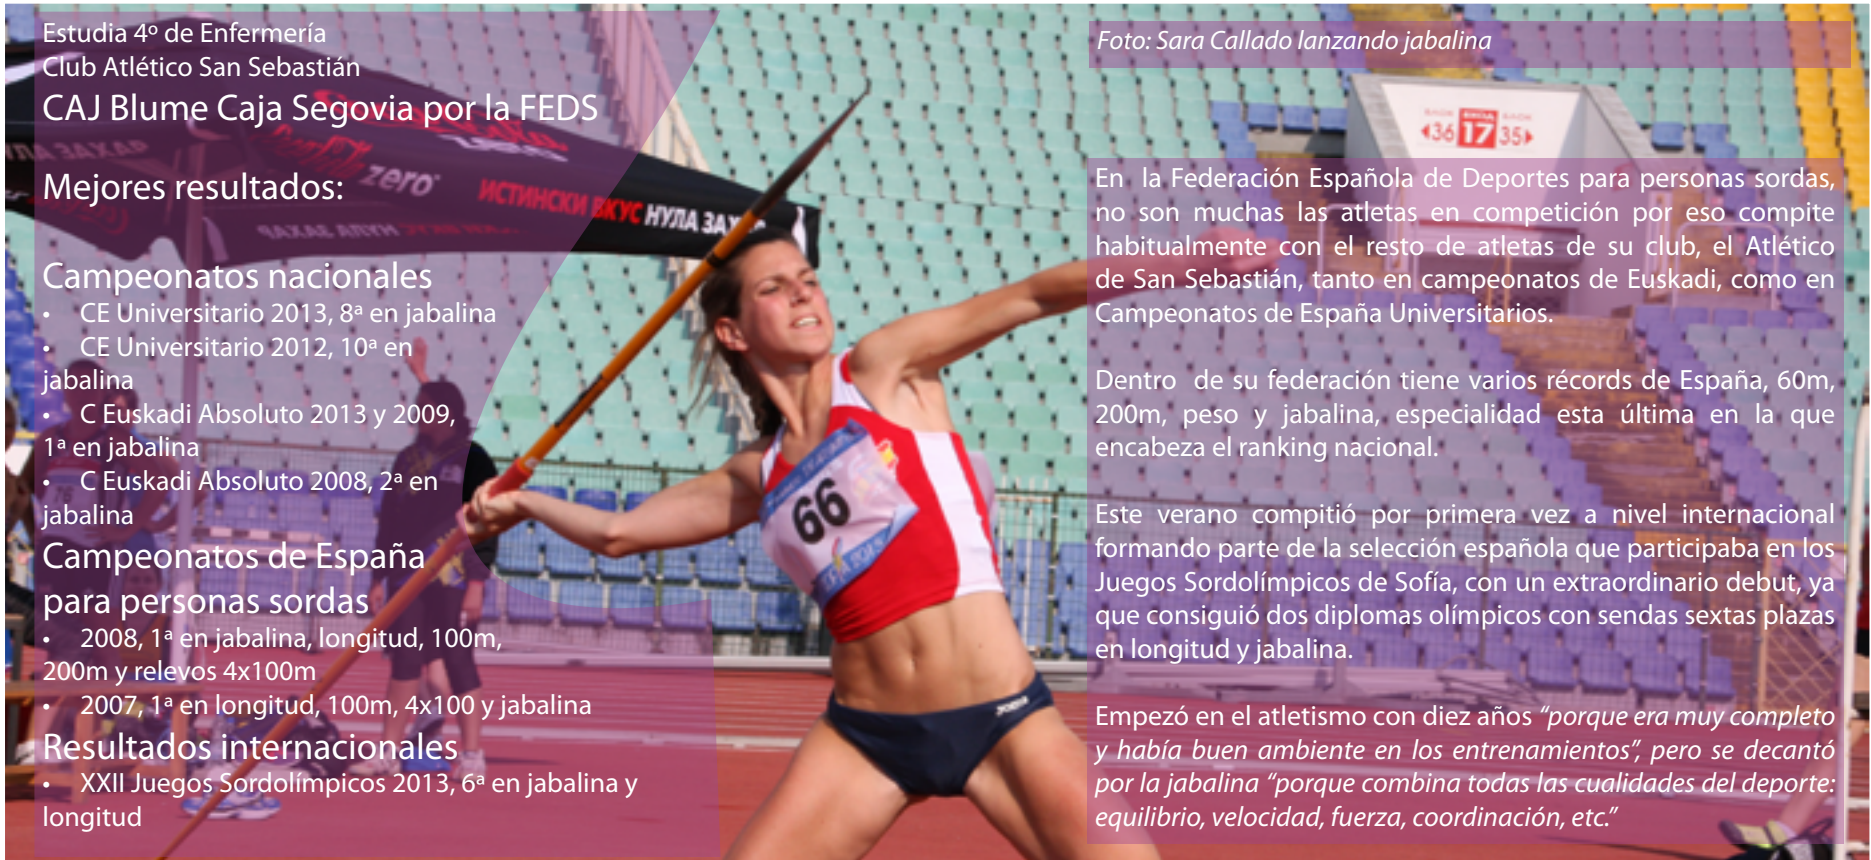 Estudia 4º de Enfermería
Club Atlético San Sebastián
CAJ Blume Caja Segovia por la FEDS
Mejores resultados:
Campeonatos nacionales
• CE Universitario 2013, 8ª en jabalina
• CE Universitario 2012, 10ª en
jabalina
• C Euskadi Absoluto 2013 y 2009,
1ª en jabalina
• C Euskadi Absoluto 2008, 2ª en
jabalina
Campeonatos de España
para personas sordas
• 2008, 1ª en jabalina, longitud, 100m,
200m y relevos 4x100m
• 2007, 1ª en longitud, 100m, 4x100 y jabalina
Resultados internacionales
• XXII Juegos Sordolímpicos 2013, 6ª en jabalina y
longitud
zero
ИСТИНСКИ ВКУС НУЛА
66
Joma
76
Foto: Sara Callado lanzando jabalina
36 17 35
En la Federación Española de Deportes para personas sordas,
no son muchas las atletas en competición por eso compite
habitualmente con el resto de atletas de su club, el Atlético
de San Sebastián, tanto en campeonatos de Euskadi, como en
Campeonatos de España Universitarios.
Dentro de su federación tiene varios récords de España, 60m,
200m, peso y jabalina, especialidad esta última en la que
encabeza el ranking nacional.
Este verano compitió por primera vez a nivel internacional
formando parte de la selección española que participaba en los
Juegos Sordolímpicos de Sofía, con un extraordinario debut, ya
que consiguió dos diplomas olímpicos con sendas sextas plazas
en longitud y jabalina.
Empezó en el atletismo con diez años “porque era muy completo
y había buen ambiente en los entrenamientos”, pero se decantó
por la jabalina “porque combina todas las cualidades del deporte:
equilibrio, velocidad, fuerza, coordinación, etc.”